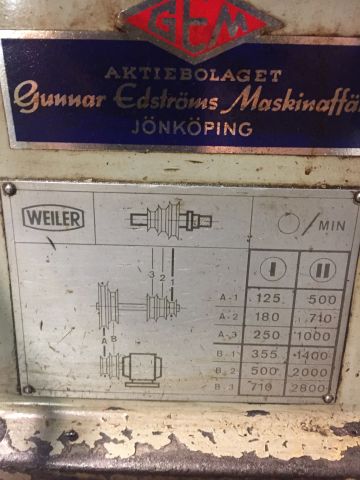 GEM
AKTIEBOLAGET
Gunnar Edströms Maskinaffä
JÖNKÖPING
WEILER
/MIN
3 2 1
I II
A B
A-1 125 500
A-2 180 710
A-3 250 1000
B-1 355 1400
B-2 500 2000
B-3 710 2800